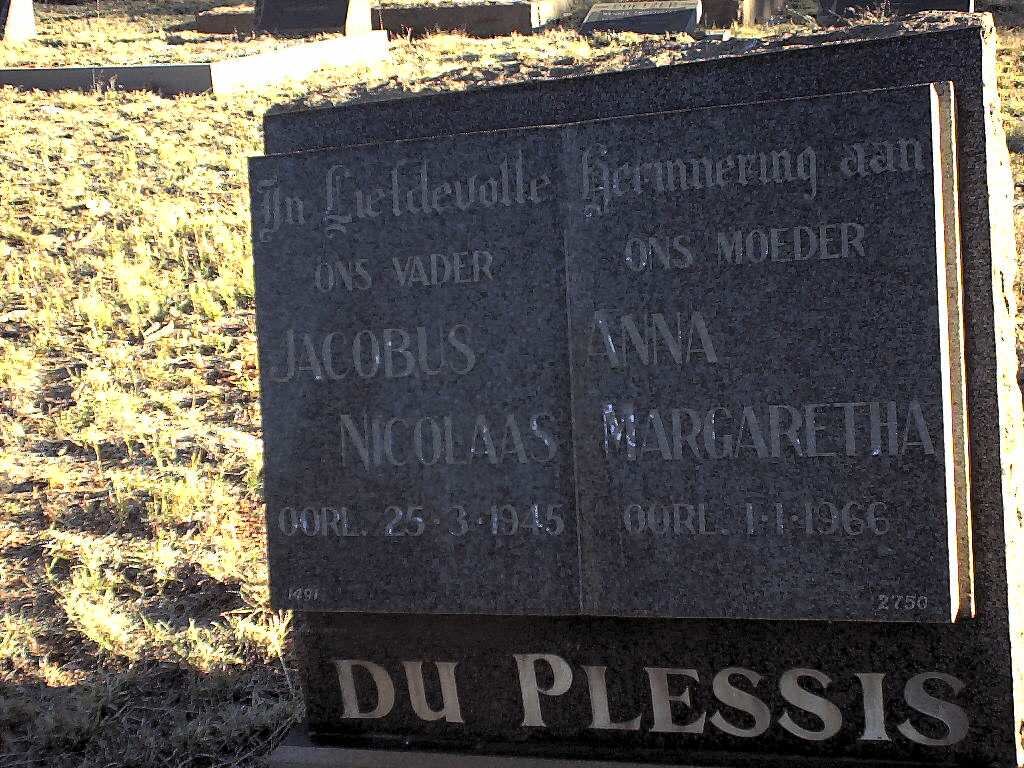 In Liefdevolle Herinnering aan
ONS VADER
JACOBUS
NICOLAAS
OORL. 25·3·1945
1491
ONS MOEDER
ANNA
MARGARETHA
OORL. 1·1·1966
2750
DU PLESSIS